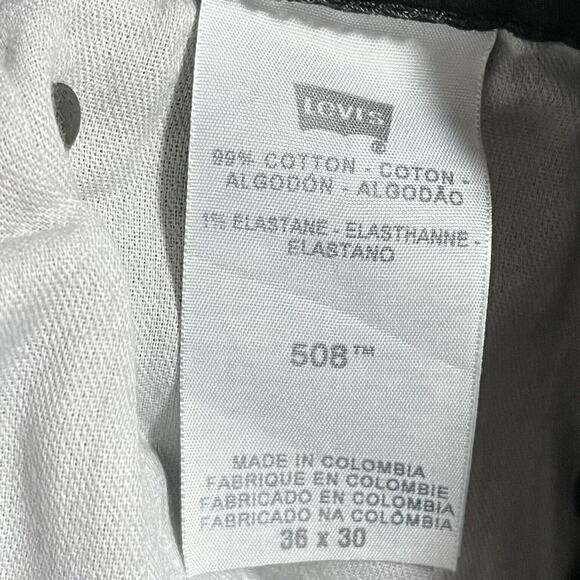 LEVI'S
99% COTTON - COTON -
ALGODÓN - ALGODÃO
1% ELASTANE - ELASTHANNE -
ELASTANO
508™
MADE IN COLOMBIA
FABRIQUE EN COLOMBIE
FABRICADO EN COLOMBIA
FABRICADO NA COLÔMBIA
36 x 30